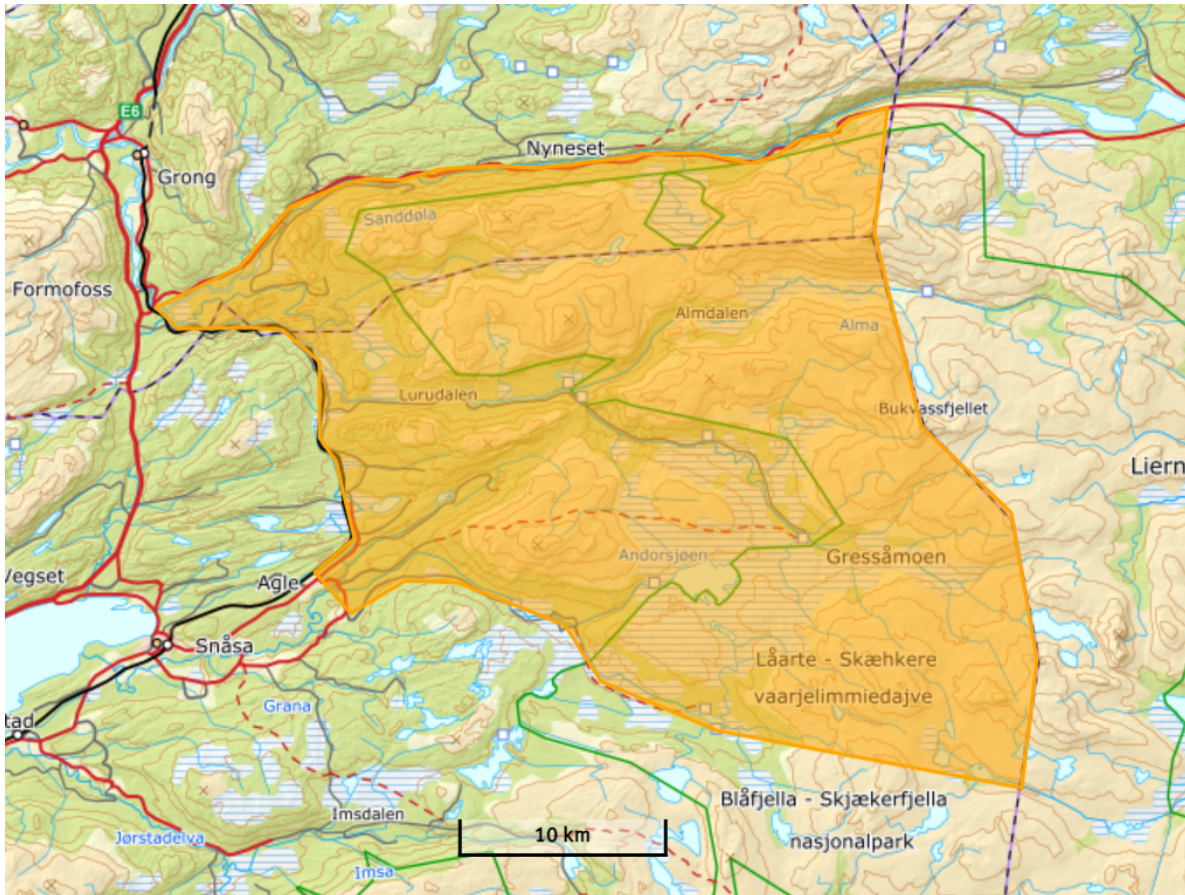 E6
Nyneset
Grong
Sanddøla
Formofoss
Almdalen
Alma
Lurudalen
Bukvassfjellet
Liern
Andorsjøen
Gressåmoen
Vegset
Agle
Snåsa
Låarte - Skæhkere
vaarjelimmiedajve
Grana
tad
Blåfjella - Skjækerfjella
nasjonalpark
Imsdalen
10 km
Jørstadelva
Imsa